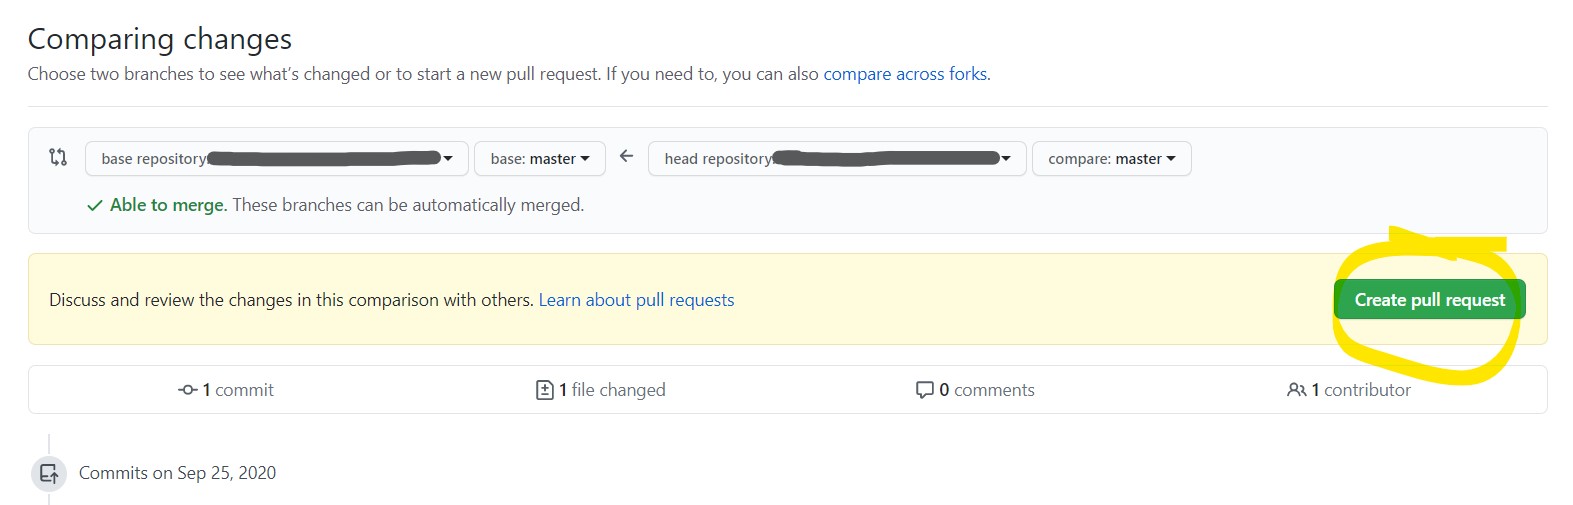 Comparing changes
Choose two branches to see what's changed or to start a new pull request. If you need to, you can also compare across forks.
base repository: base: master head repository: compare: master
Able to merge. These branches can be automatically merged.
Discuss and review the changes in this comparison with others. Learn about pull requests Create pull request
1 commit 1 file changed 0 comments 1 contributor
Commits on Sep 25, 2020